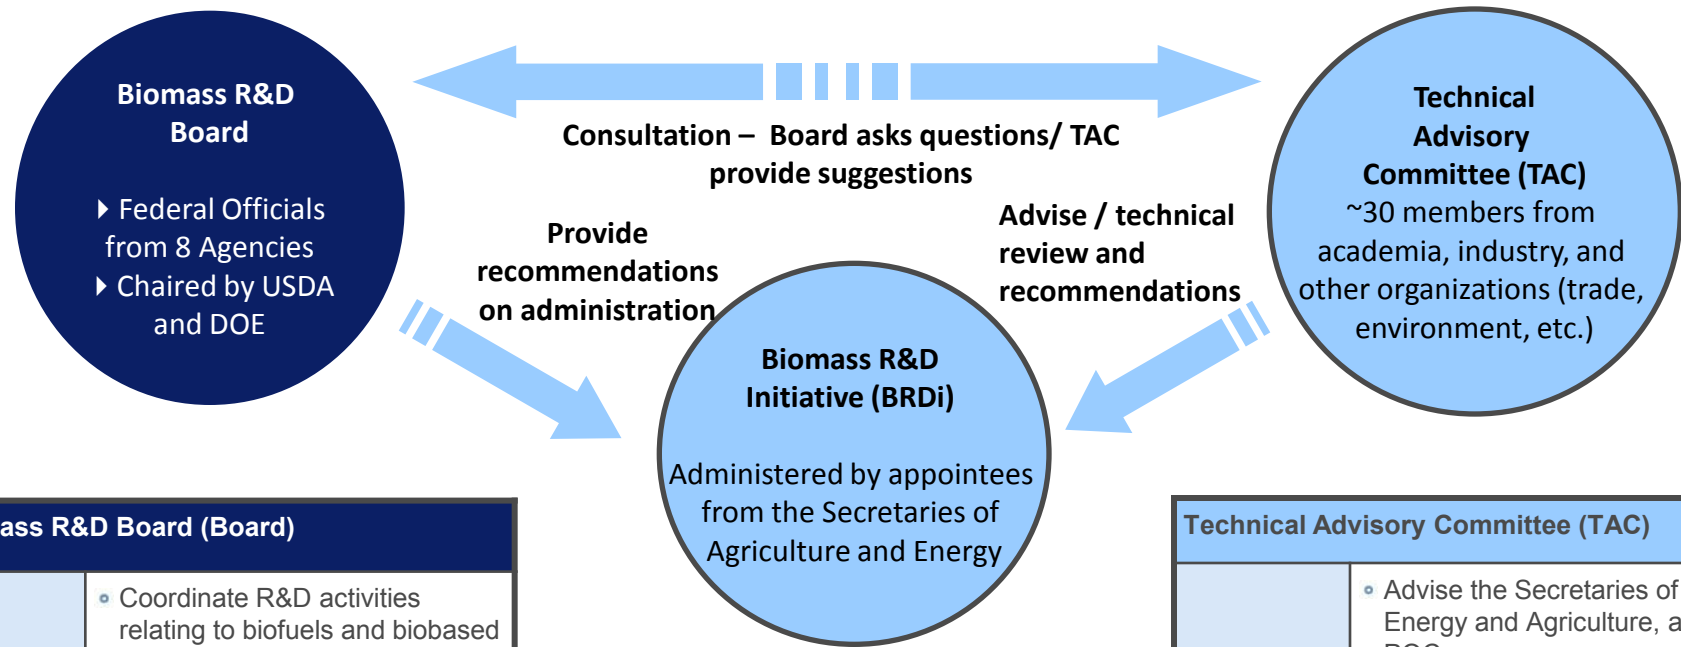 Biomass R&D
Board
Federal Officials
from 8 Agencies
Chaired by USDA
and DOE
Consultation – Board asks questions/ TAC
provide suggestions
Technical
Advisory
Committee (TAC)
~30 members from
academia, industry, and
other organizations (trade,
environment, etc.)
Provide
recommendations
on administration
Advise / technical
review and
recommendations
Biomass R&D
Initiative (BRDi)
Administered by appointees
from the Secretaries of
Agriculture and Energy
ass R&D Board (Board)
Coordinate R&D activities
relating to biofuels and biobased
Technical Advisory Committee (TAC)
Advise the Secretaries of
Energy and Agriculture, a